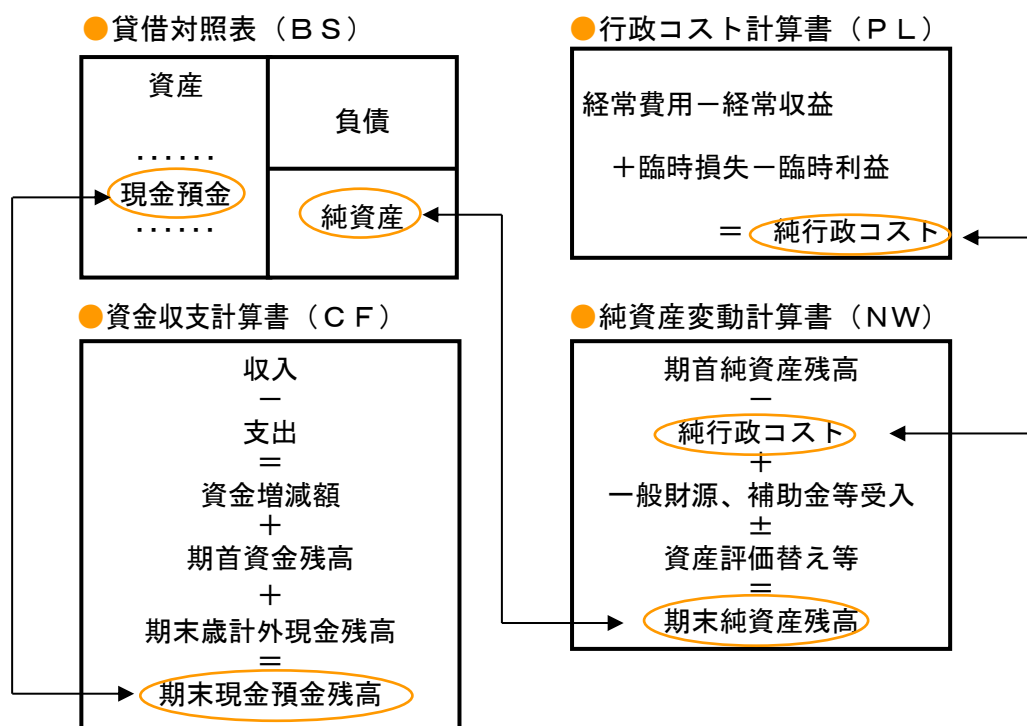 ●貸借対照表（ＢＳ）
資産
‥‥‥
現金預金
‥‥‥
負債
純資産
●行政コスト計算書（ＰＬ）
経常費用－経常収益
＋臨時損失－臨時利益
＝ 純行政コスト
●資金収支計算書（ＣＦ）
収入
－
支出
＝
資金増減額
＋
期首資金残高
＋
期末歳計外現金残高
＝
期末現金預金残高
●純資産変動計算書（ＮＷ）
期首純資産残高
－
純行政コスト
＋
一般財源、補助金等受入
±
資産評価替え等
＝
期末純資産残高